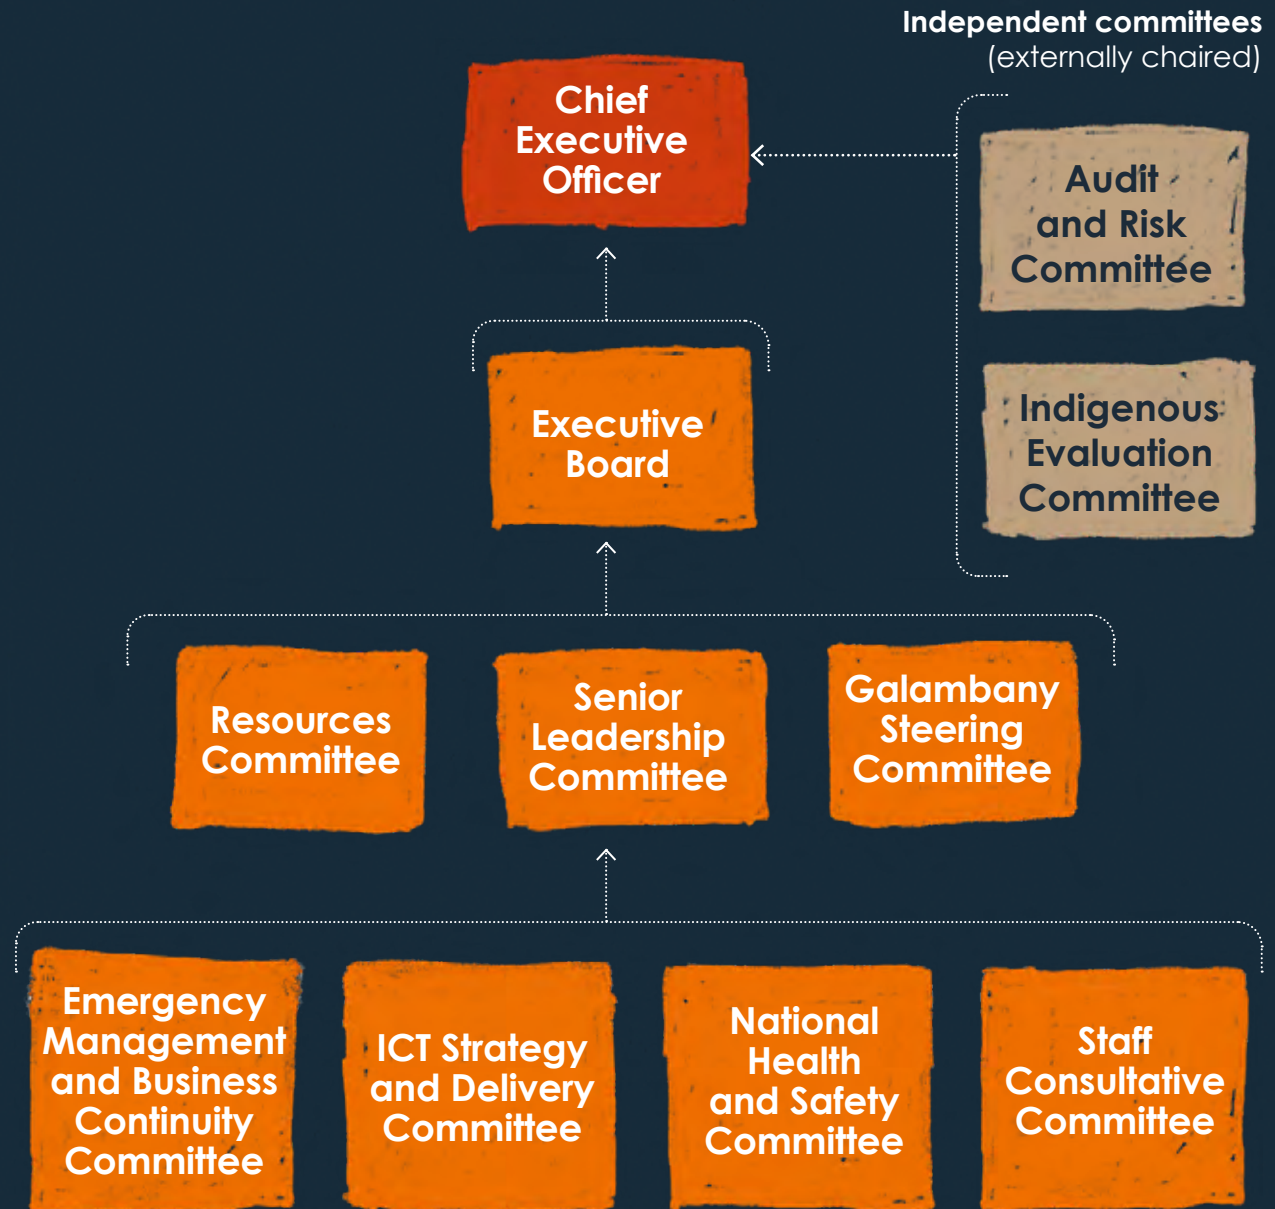 Independent committees
(externally chaired)
Chief
Executive
Officer
Audit
and Risk
Committee
Executive
Board
Indigenous
Evaluation
Committee
Resources
Committee
Senior
Leadership
Committee
Galambany
Steering
Committee
Emergency
Management
and Business
Continuity
Committee
ICT Strategy
and Delivery
Committee
National
Health
and Safety
Committee
Staff
Consultative
Committee